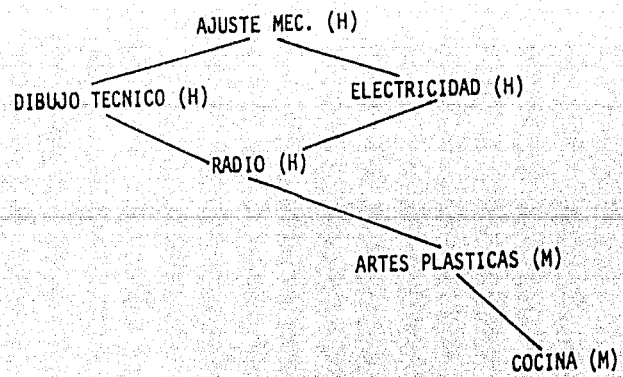 AJUSTE MEC. (H)
DIBUJO TECNICO (H)
ELECTRICIDAD (H)
RADIO (H)
ARTES PLASTICAS (M)
COCINA (M)